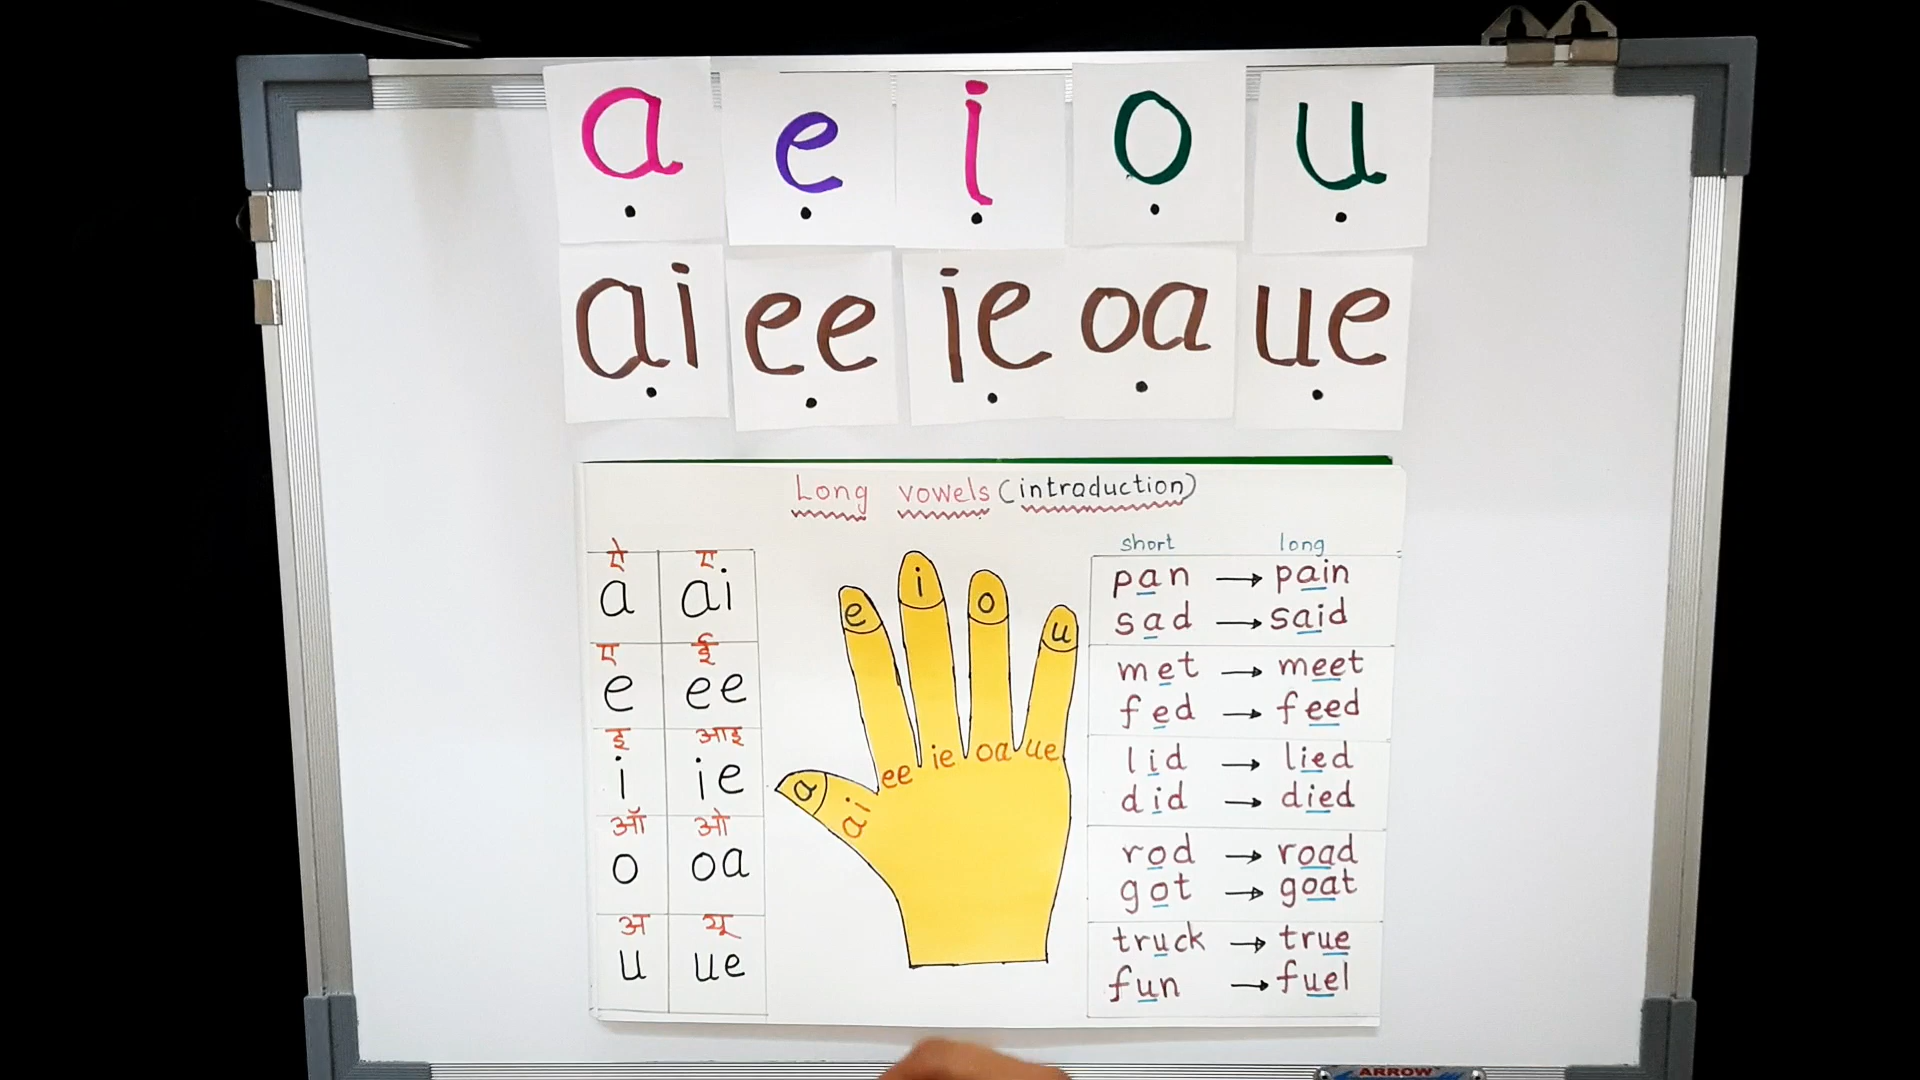 a e i o u
ai ee ie oa ue
Long vowels (introduction)
ऐ ए
a ai
ए ई
e ee
इ आइ
i ie
ऑ ओ
o oa
अ यू
u ue
e i o u
a
ai ee ie oa ue
short long
pan → pain
sad → said
met → meet
fed → feed
lid → lied
did → died
rod → road
got → goat
truck → true
fun → fuel
ARROW